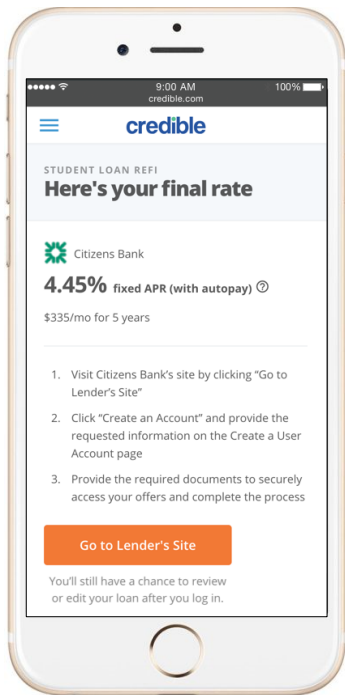 9:00 AM
100%
credible.com
credible
STUDENT LOAN REFI
Here's your final rate
Citizens Bank
4.45% fixed APR (with autopay) ?
$335/mo for 5 years
1. Visit Citizens Bank's site by clicking "Go to
Lender's Site"
2. Click "Create an Account" and provide the
requested information on the Create a User
Account page
3. Provide the required documents to securely
access your offers and complete the process
Go to Lender's Site
You'll still have a chance to review
or edit your loan after you log in.